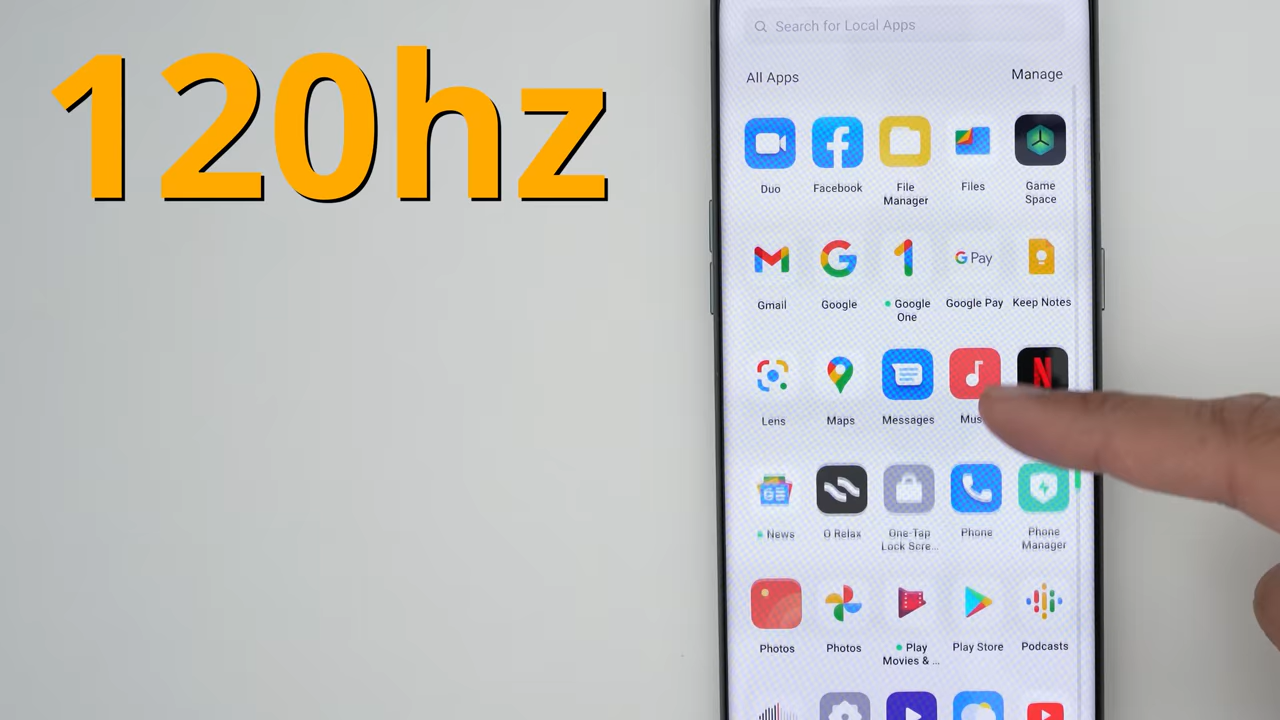 120hz
Search for Local Apps
All Apps
Manage
Duo
Facebook
File
Manager
Files
Game
Space
Gmail
Google
Google
One
G Pay
Google Pay
Keep Notes
Lens
Maps
Messages
N
News
O Relax
One-Tap
Lock Scre...
Phone
Phone
Manager
Photos
Photos
Play
Movies & ...
Play Store
Podcasts